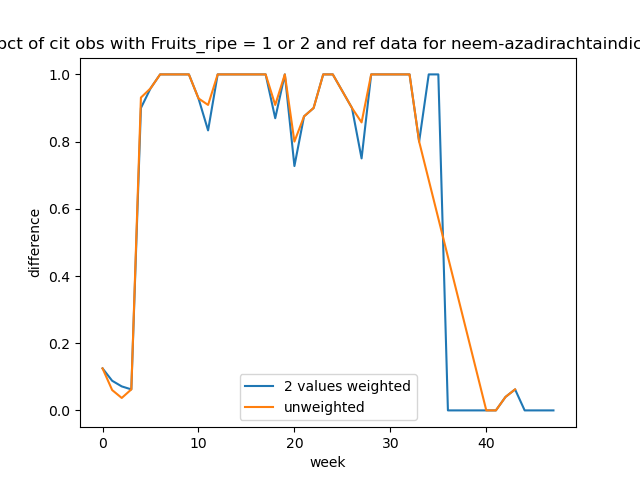 pct of cit obs with Fruits_ripe = 1 or 2 and ref data for neem-azadirachtaindic
1.0
0.8
0.6
0.4
0.2
0.0
difference
2 values weighted
unweighted
0 10 20 30 40
week